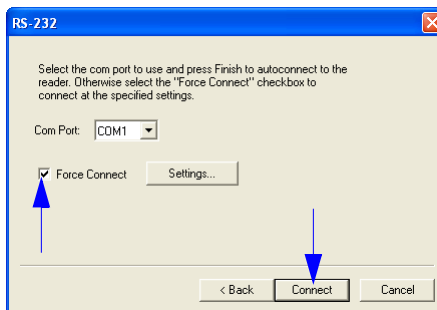 RS-232
Select the com port to use and press Finish to autoconnect to the
reader. Otherwise select the "Force Connect" checkbox to
connect at the specified settings.
Com Port: COM1
Force Connect Settings...
< Back Connect Cancel